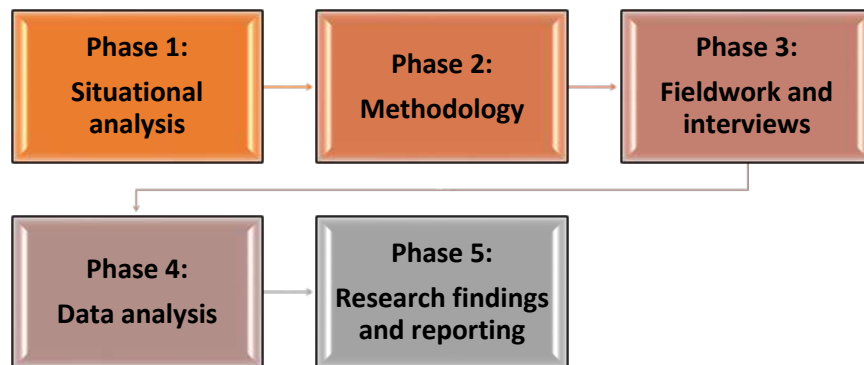 Phase 1:
Situational
analysis
Phase 2:
Methodology
Phase 3:
Fieldwork and
interviews
Phase 4:
Data analysis
Phase 5:
Research findings
and reporting